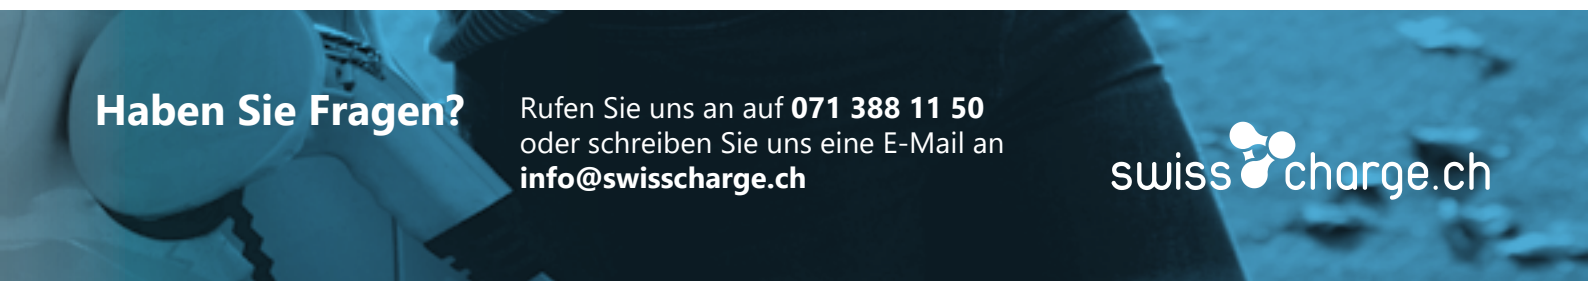 Haben Sie Fragen?
Rufen Sie uns an auf 071 388 11 50
oder schreiben Sie uns eine E-Mail an
info@swisscharge.ch
swisscharge.ch